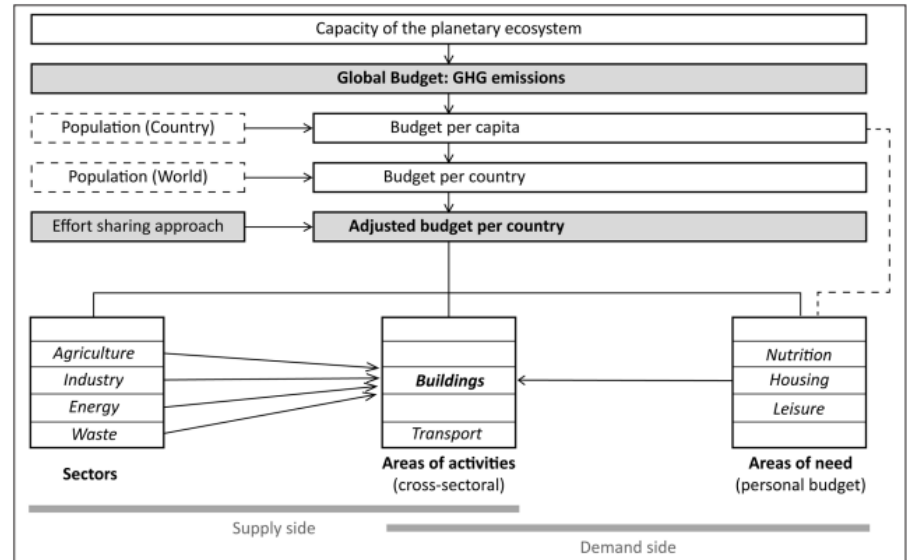 Capacity of the planetary ecosystem
Global Budget: GHG emissions
Population (Country)
Budget per capita
Population (World)
Budget per country
Effort sharing approach
Adjusted budget per country
Agriculture
Industry
Energy
Waste
Sectors
Buildings
Transport
Areas of activities
(cross-sectoral)
Nutrition
Housing
Leisure
Areas of need
(personal budget)
Supply side
Demand side